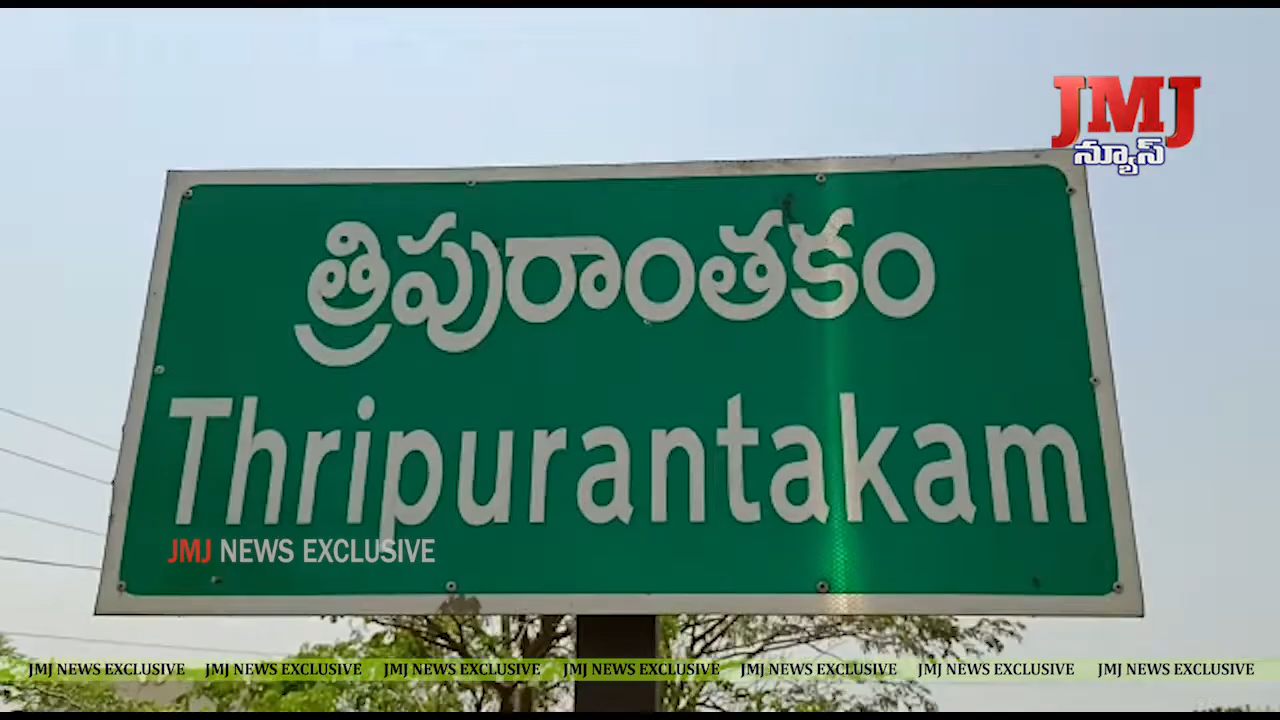 JMJ
న్యూస్
త్రిపురాంతకం
Thripurantakam
JMJ NEWS EXCLUSIVE
JMJ NEWS EXCLUSIVE JMJ NEWS EXCLUSIVE JMJ NEWS EXCLUSIVE JMJ NEWS EXCLUSIVE JMJ NEWS EXCLUSIVE JMJ NEWS EXCLUSIVE JMJ NEWS EXCLUSIVE